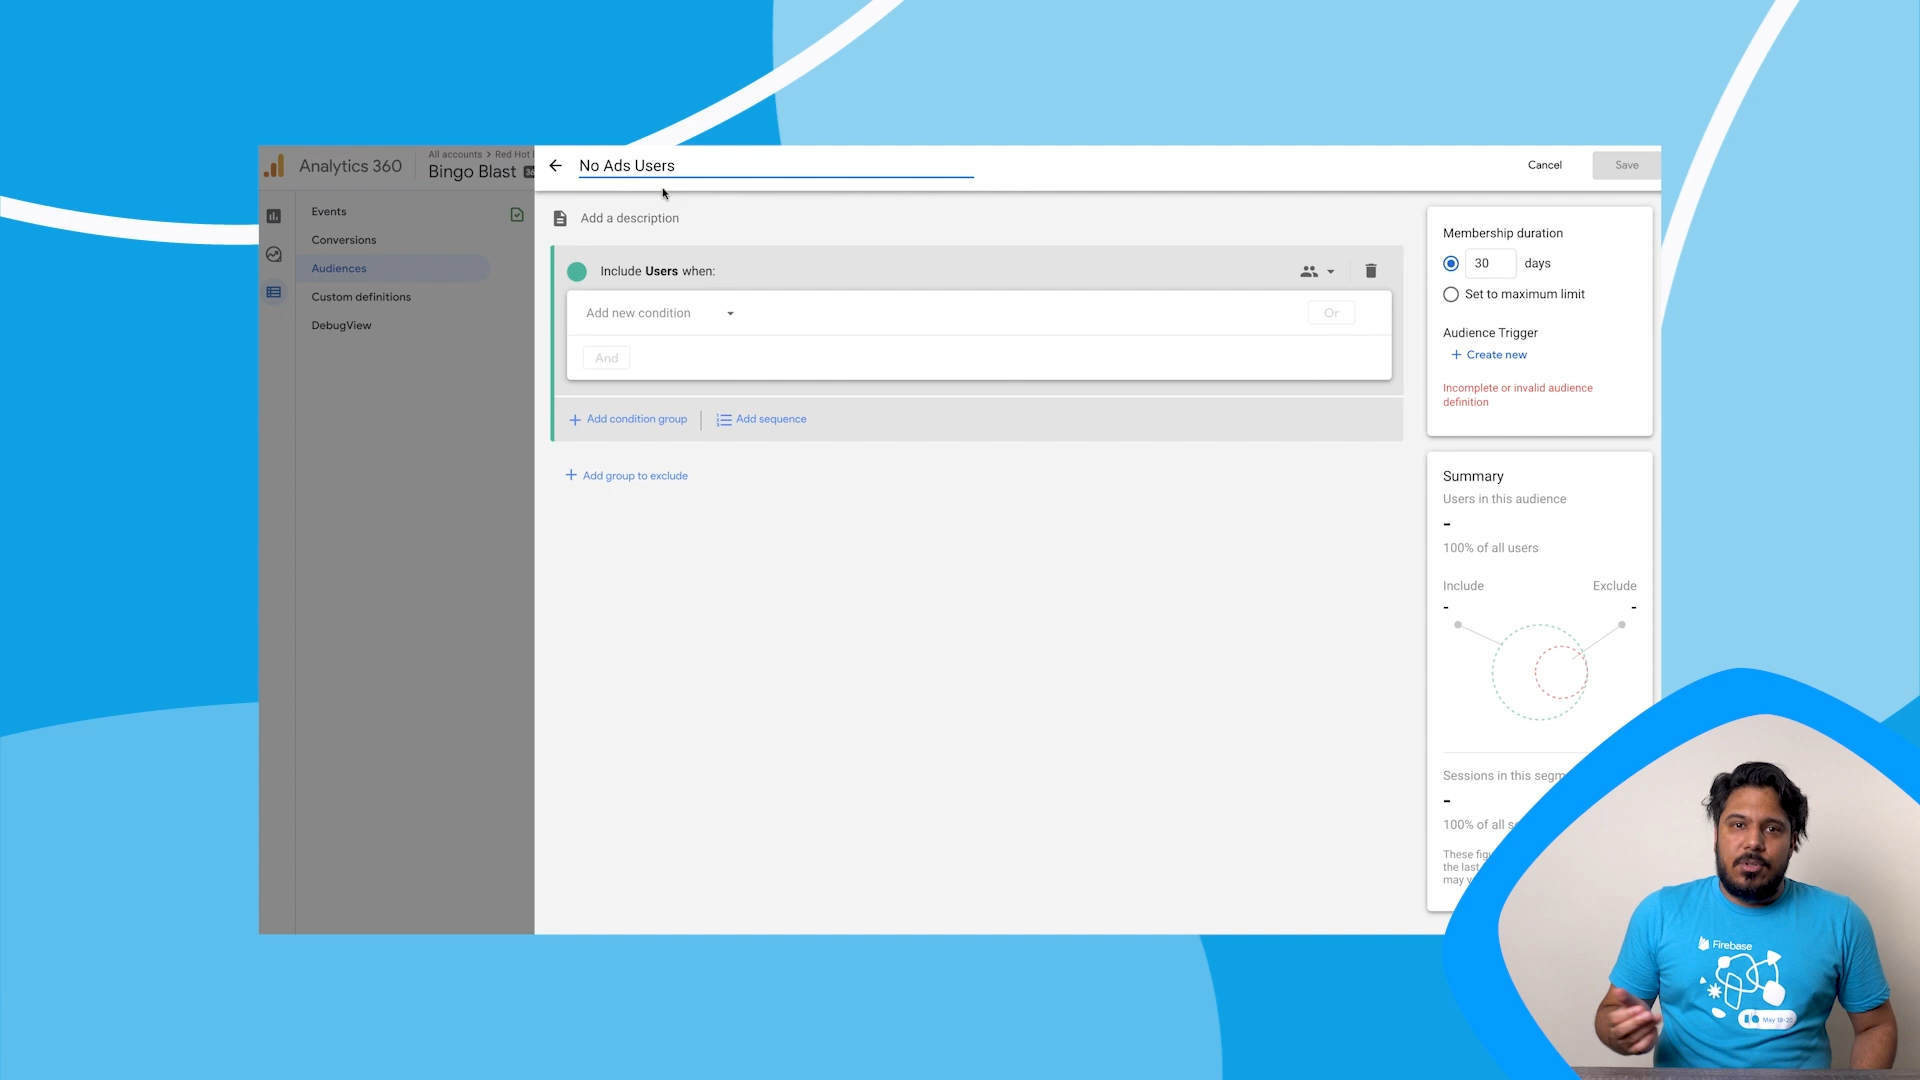 Analytics 360
All accounts > Red Hot
Bingo Blast
No Ads Users
Cancel
Save
Events
Conversions
Audiences
Custom definitions
DebugView
Add a description
Include Users when:
Add new condition
Or
And
Add condition group
Add sequence
Add group to exclude
Membership duration
30 days
Set to maximum limit
Audience Trigger
+ Create new
Incomplete or invalid audience
definition
Summary
Users in this audience
-
100% of all users
Include Exclude
- -
Sessions in this segm
-
100% of all s
These fig
the last
may
Firebase
May 18-20